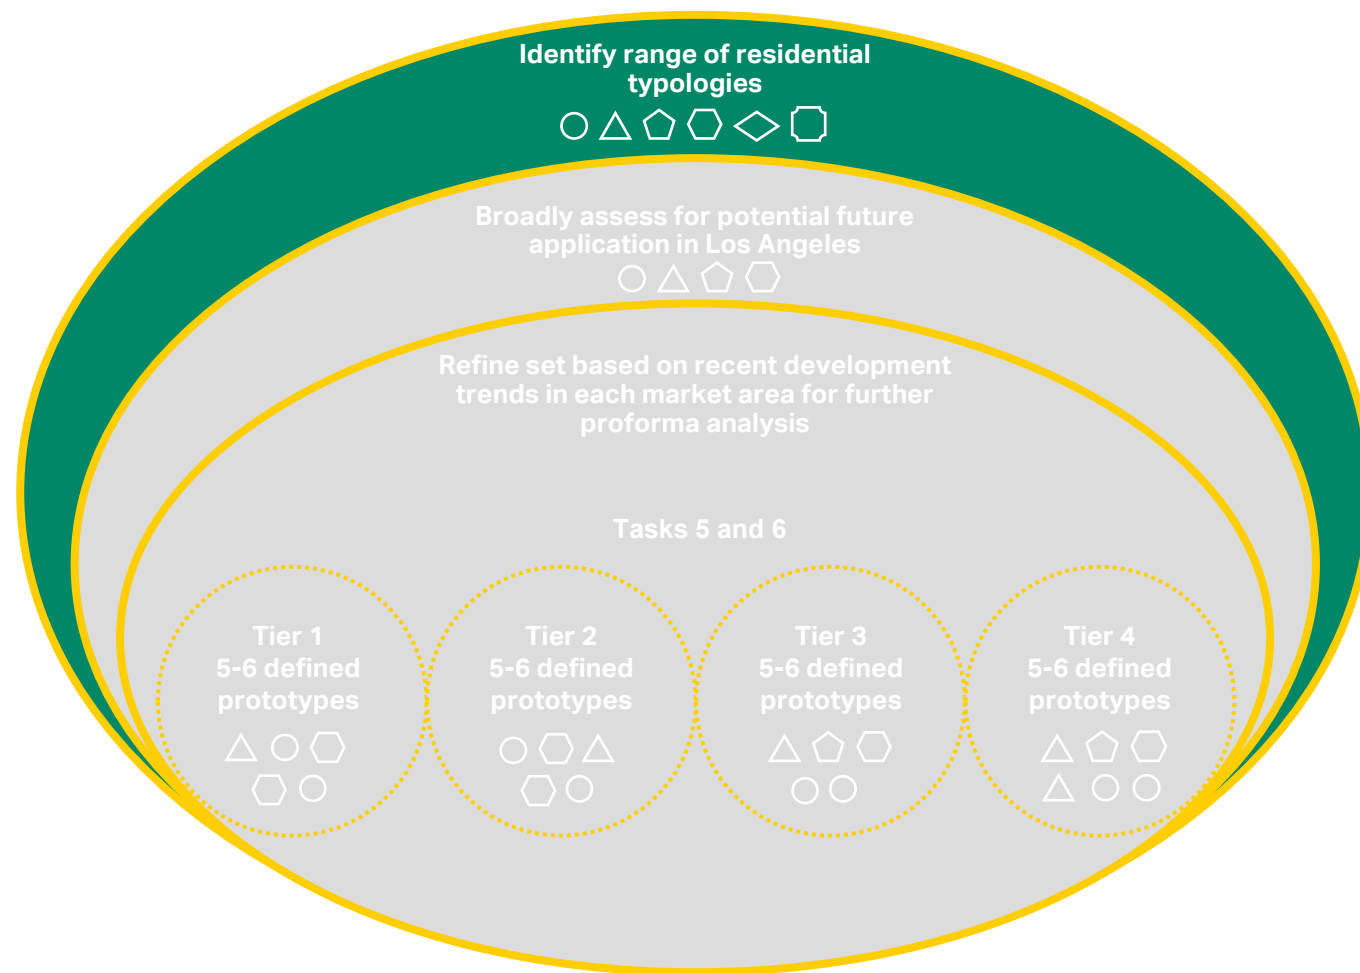 Identify range of residential
typologies
Broadly assess for potential future
application in Los Angeles
Refine set based on recent development
trends in each market area for further
proforma analysis
Tasks 5 and 6
Tier 1
5-6 defined
prototypes
Tier 2
5-6 defined
prototypes
Tier 3
5-6 defined
prototypes
Tier 4
5-6 defined
prototypes